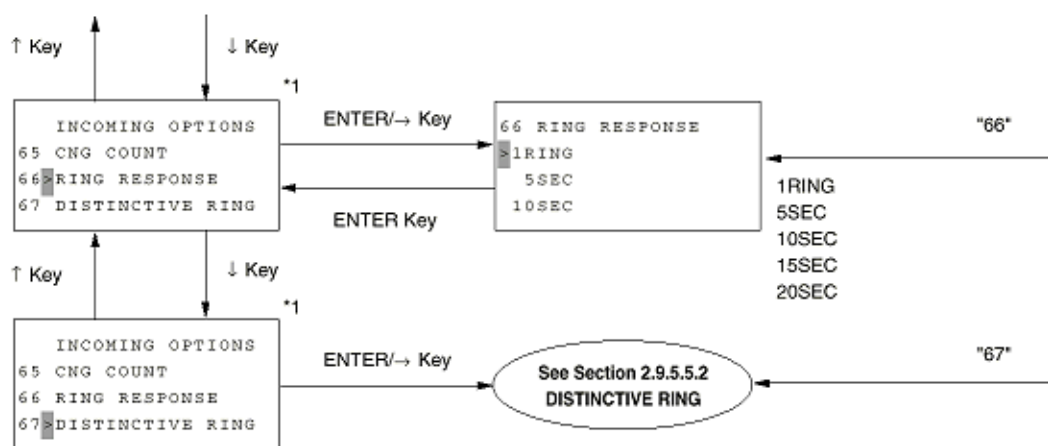 ↑ Key
↓ Key
*1
INCOMING OPTIONS
65 CNG COUNT
66>RING RESPONSE
67 DISTINCTIVE RING
ENTER/→ Key
ENTER Key
66 RING RESPONSE
>1RING
5SEC
10SEC
"66"
1RING
5SEC
10SEC
15SEC
20SEC
↑ Key
↓ Key
*1
INCOMING OPTIONS
65 CNG COUNT
66 RING RESPONSE
67>DISTINCTIVE RING
ENTER/→ Key
See Section 2.9.5.5.2
DISTINCTIVE RING
"67"